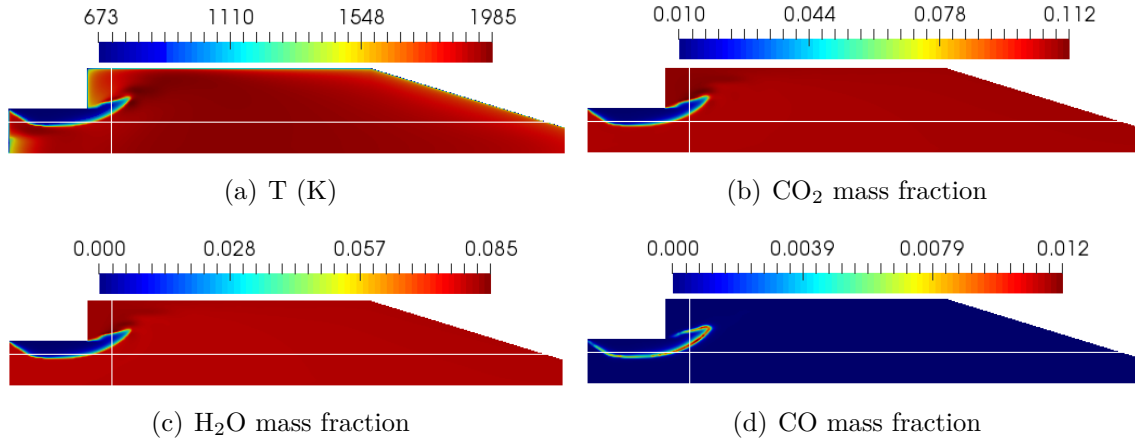 673 1110 1548 1985
0.010 0.044 0.078 0.112
(a) T (K)
(b) CO₂ mass fraction
0.000 0.028 0.057 0.085
0.000 0.0039 0.0079 0.012
(c) H₂O mass fraction
(d) CO mass fraction